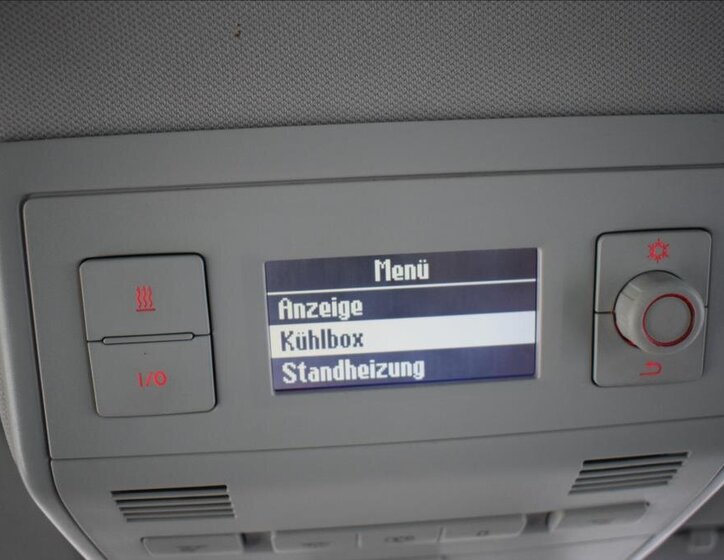 Menü
Anzeige
Kühlbox
Standheizung
I/O